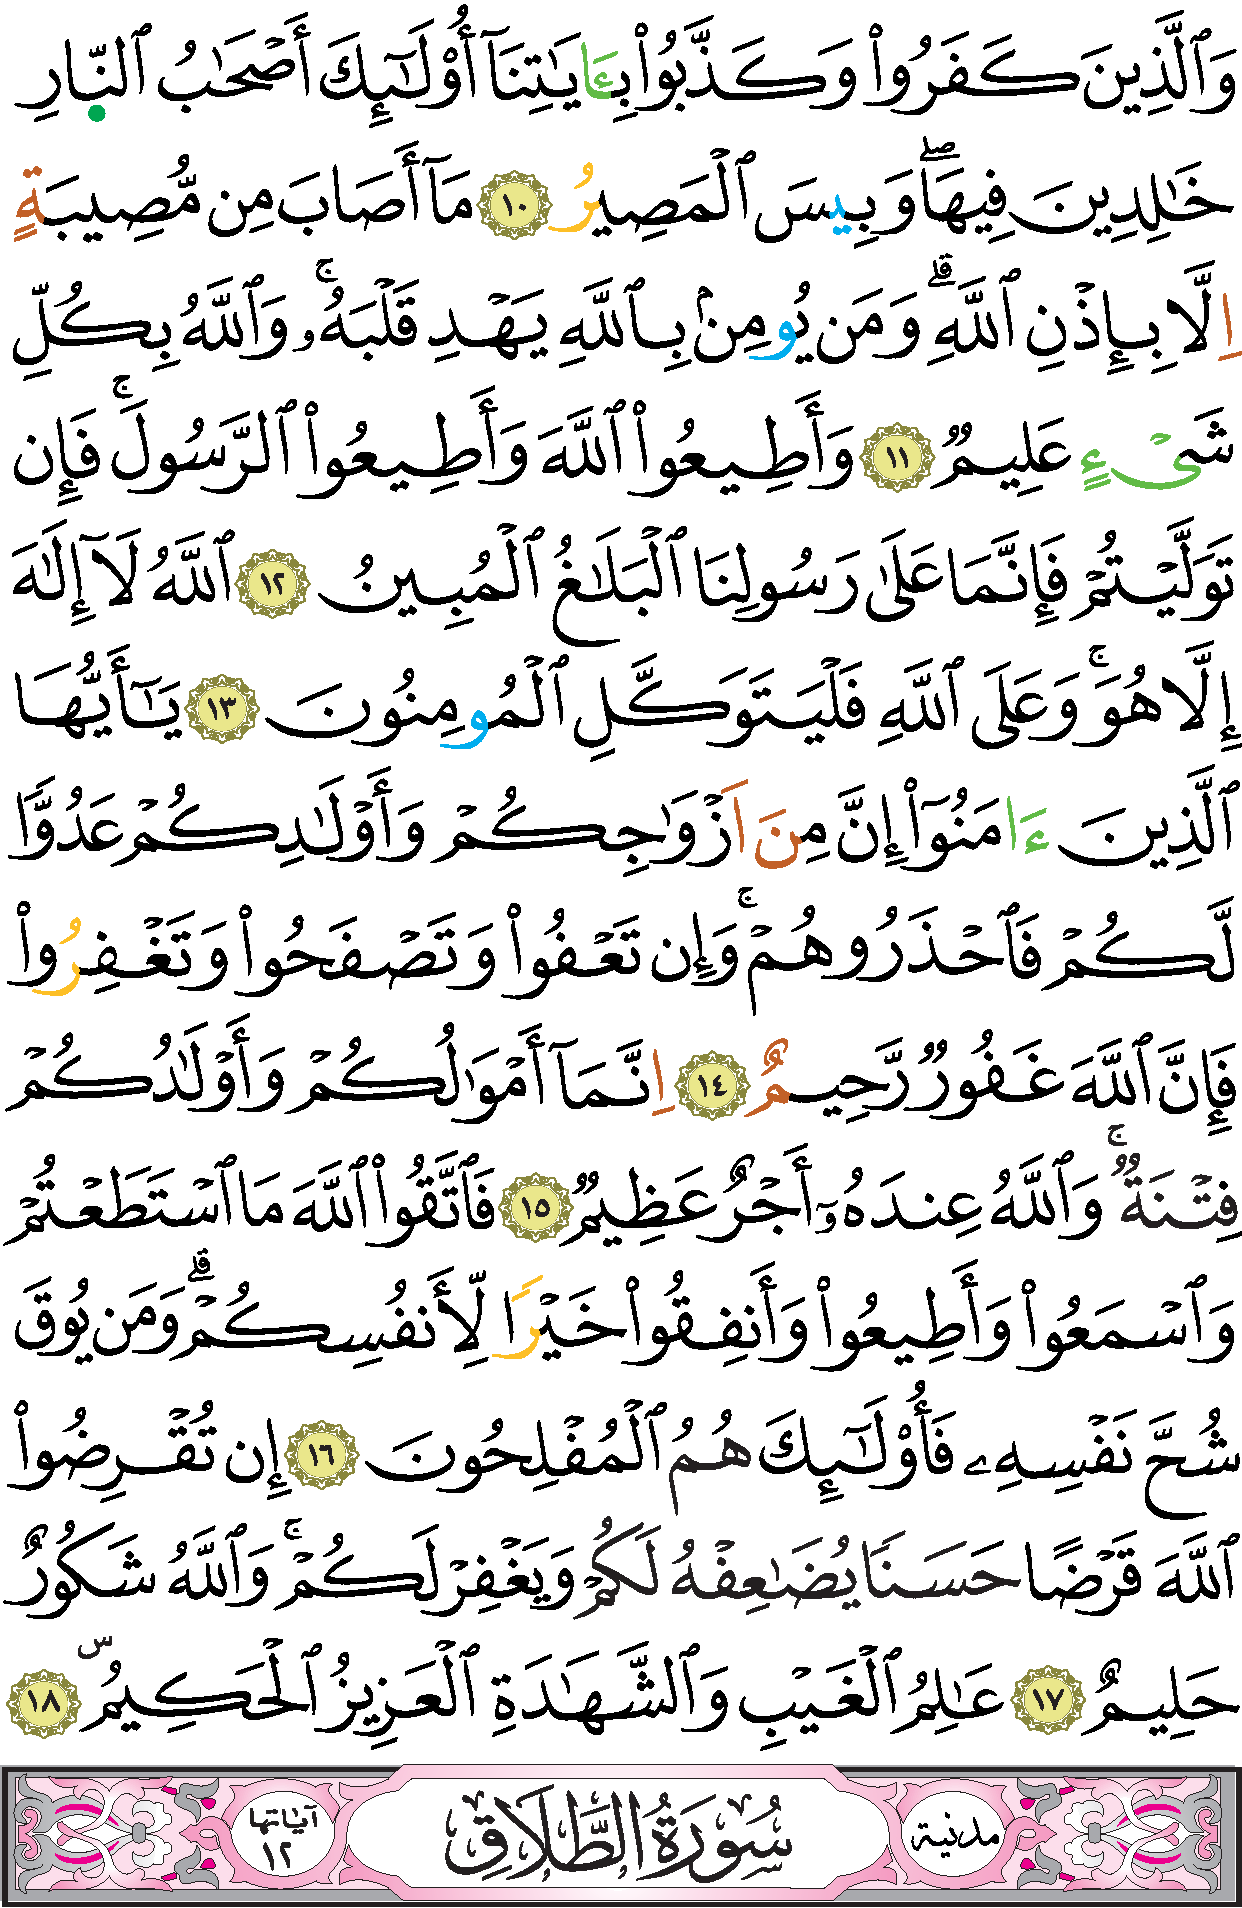 وَٱلَّذِينَ كَفَرُوا۟ وَكَذَّبُوا۟ بِـَٔايَٰتِنَآ أُو۟لَٰٓئِكَ أَصْحَٰبُ ٱلنَّارِ
خَٰلِدِينَ فِيهَاۖ وَبِيسَ ٱلْمَصِيرُ ١٠ مَآ أَصَابَ مِن مُّصِيبَةٍ
اِلَّا بِإِذْنِ ٱللَّهِۗ وَمَن يُومِنۢ بِٱللَّهِ يَهْدِ قَلْبَهُۥۚ وَٱللَّهُ بِكُلِّ
شَىْءٍ عَلِيمٌ ١١ وَأَطِيعُوا۟ ٱللَّهَ وَأَطِيعُوا۟ ٱلرَّسُولَۚ فَإِن
تَوَلَّيْتُمْ فَإِنَّمَا عَلَىٰ رَسُولِنَا ٱلْبَلَٰغُ ٱلْمُبِينُ ١٢ ٱللَّهُ لَآ إِلَٰهَ
إِلَّا هُوَۚ وَعَلَى ٱللَّهِ فَلْيَتَوَكَّلِ ٱلْمُومِنُونَ ١٣ يَٰٓأَيُّهَا
ٱلَّذِينَ ءَامَنُوٓا۟ إِنَّ مِنَ اَزْوَٰجِكُمْ وَأَوْلَٰدِكُمْ عَدُوًّا
لَّكُمْ فَٱحْذَرُوهُمْۚ وَإِن تَعْفُوا۟ وَتَصْفَحُوا۟ وَتَغْفِرُوا۟
فَإِنَّ ٱللَّهَ غَفُورٌ رَّحِيمٌ ١٤ اِنَّمَآ أَمْوَٰلُكُمْ وَأَوْلَٰدُكُمْ
فِتْنَةٌۚ وَٱللَّهُ عِندَهُۥٓ أَجْرٌ عَظِيمٌ ١٥ فَٱتَّقُوا۟ ٱللَّهَ مَا ٱسْتَطَعْتُمْ
وَٱسْمَعُوا۟ وَأَطِيعُوا۟ وَأَنفِقُوا۟ خَيْرًا لِّأَنفُسِكُمْۗ وَمَن يُوقَ
شُحَّ نَفْسِهِۦ فَأُو۟لَٰٓئِكَ هُمُ ٱلْمُفْلِحُونَ ١٦ إِن تُقْرِضُوا۟
ٱللَّهَ قَرْضًا حَسَنًا يُضَٰعِفْهُ لَكُمْ وَيَغْفِرْ لَكُمْۚ وَٱللَّهُ شَكُورٌ
حَلِيمٌ ١٧ عَٰلِمُ ٱلْغَيْبِ وَٱلشَّهَٰدَةِ ٱلْعَزِيزُ ٱلْحَكِيمُ س ١٨
مدنية سُورَةُ الطَّلَاقِ آياتها ١٢